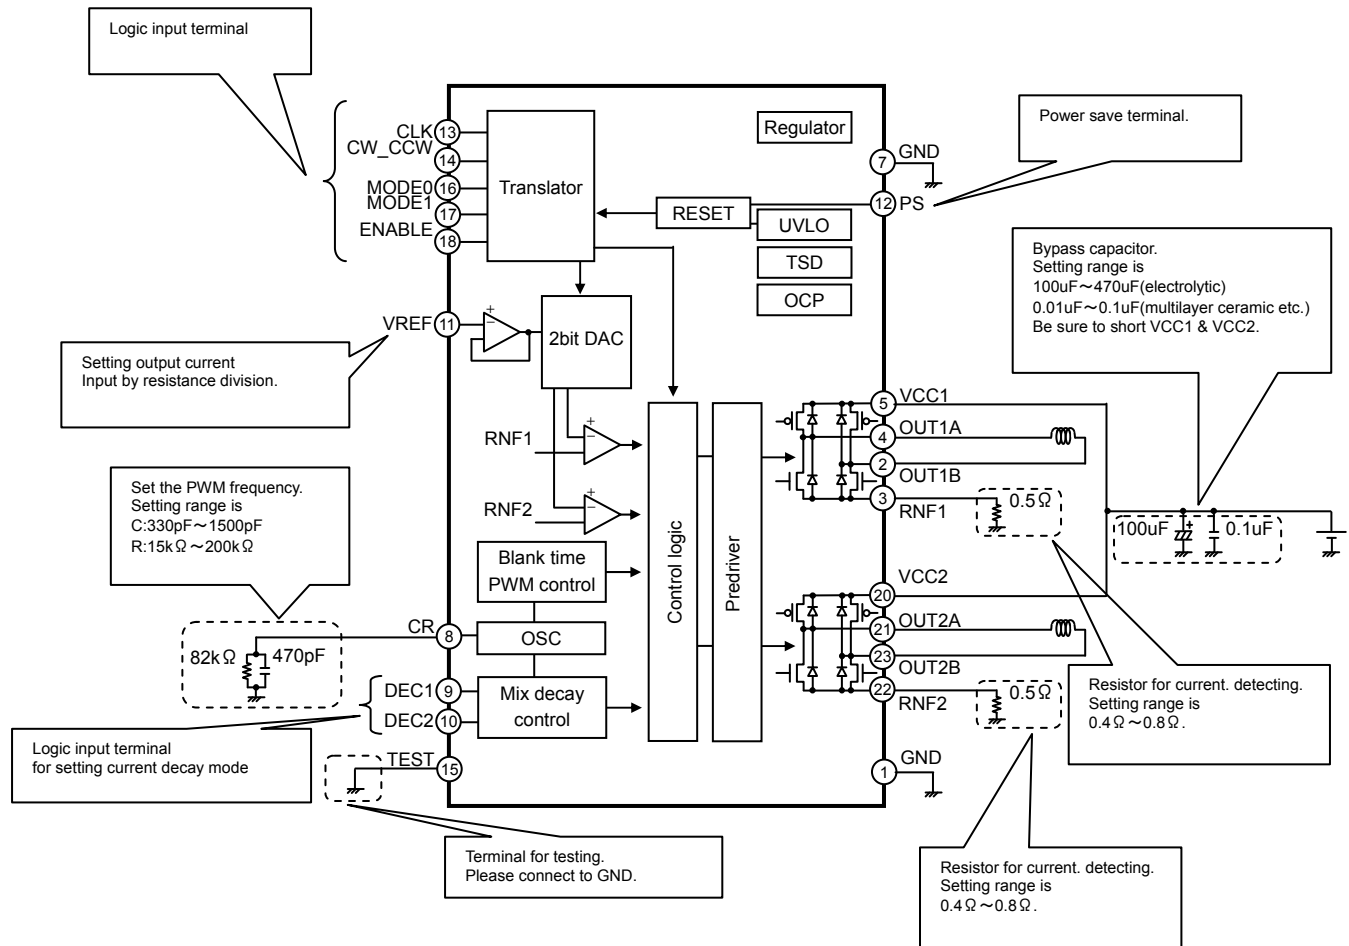 Logic input terminal
Power save terminal.
Bypass capacitor.
Setting range is
100uF～470uF(electrolytic)
0.01uF～0.1uF(multilayer ceramic etc.)
Be sure to short VCC1 & VCC2.
Setting output current
Input by resistance division.
Set the PWM frequency.
Setting range is
C:330pF～1500pF
R:15kΩ～200kΩ
Logic input terminal
for setting current decay mode
Terminal for testing.
Please connect to GND.
Resistor for current. detecting.
Setting range is
0.4Ω～0.8Ω.
Resistor for current. detecting.
Setting range is
0.4Ω～0.8Ω.
CLK 13
CW_CCW 14
MODE0 16
MODE1 17
ENABLE 18
VREF 11
CR 8
82kΩ
470pF
DEC1 9
DEC2 10
TEST 15
Translator
Regulator
RESET
UVLO
TSD
OCP
2bit DAC
+
−
RNF1
+
−
RNF2
+
−
Blank time
PWM control
OSC
Mix decay
control
Control logic
Predriver
7 GND
12 PS
5 VCC1
4 OUT1A
2 OUT1B
3 RNF1
0.5Ω
100uF
+
0.1uF
20 VCC2
21 OUT2A
23 OUT2B
22 RNF2
0.5Ω
1 GND